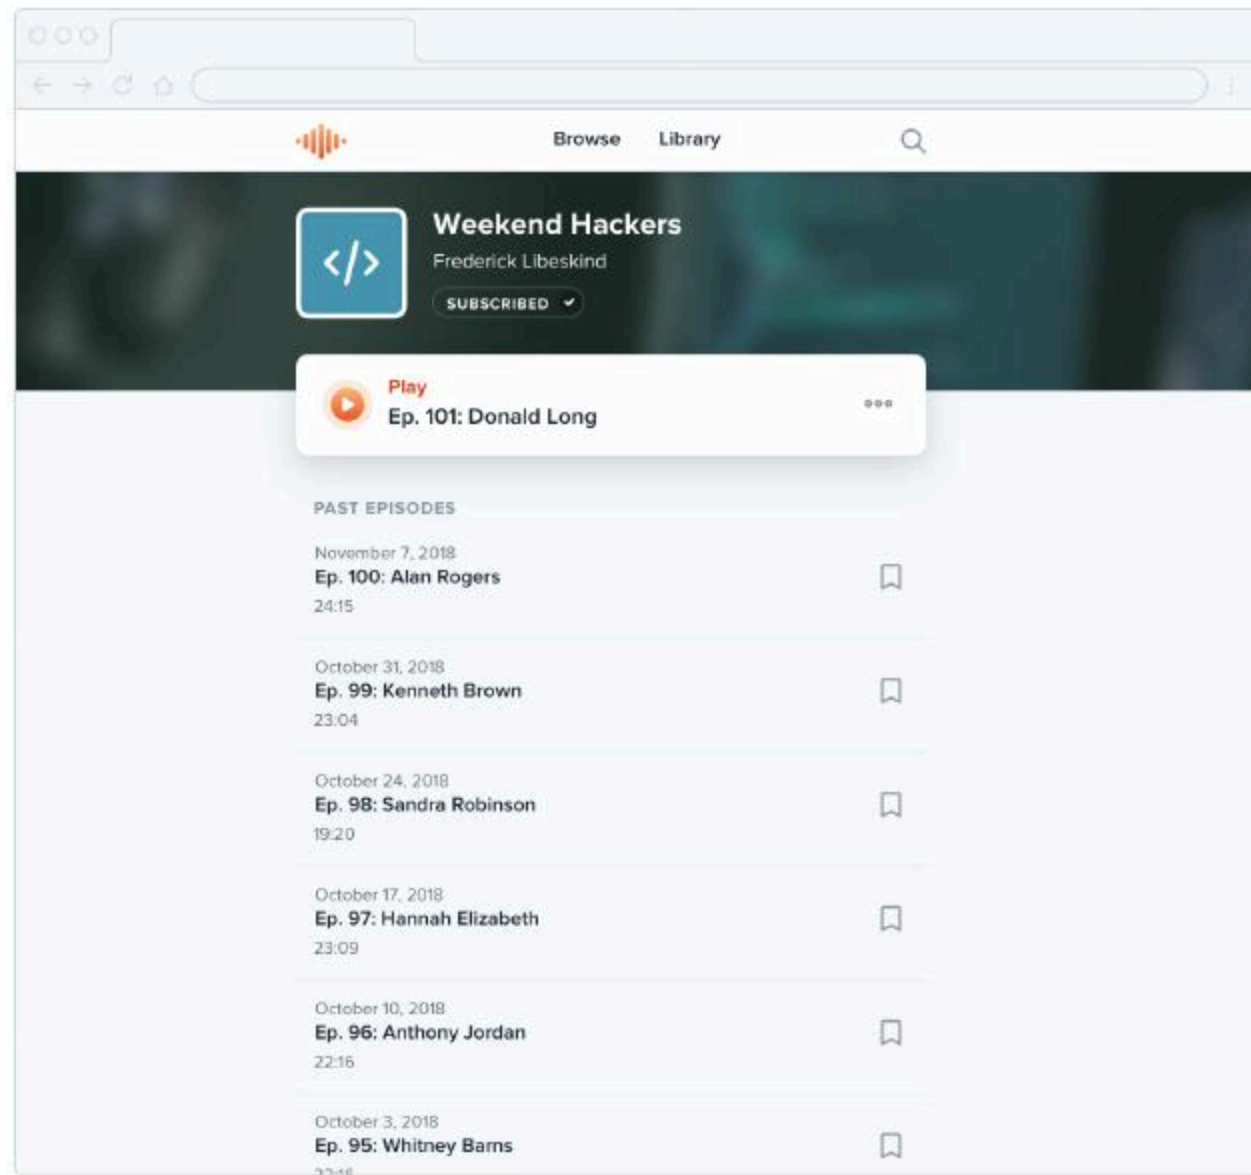 Browse Library
</>
Weekend Hackers
Frederick Libeskind
SUBSCRIBED
Play
Ep. 101: Donald Long
PAST EPISODES
November 7, 2018
Ep. 100: Alan Rogers
24:15
October 31, 2018
Ep. 99: Kenneth Brown
23:04
October 24, 2018
Ep. 98: Sandra Robinson
19:20
October 17, 2018
Ep. 97: Hannah Elizabeth
23:09
October 10, 2018
Ep. 96: Anthony Jordan
22:16
October 3, 2018
Ep. 95: Whitney Barns